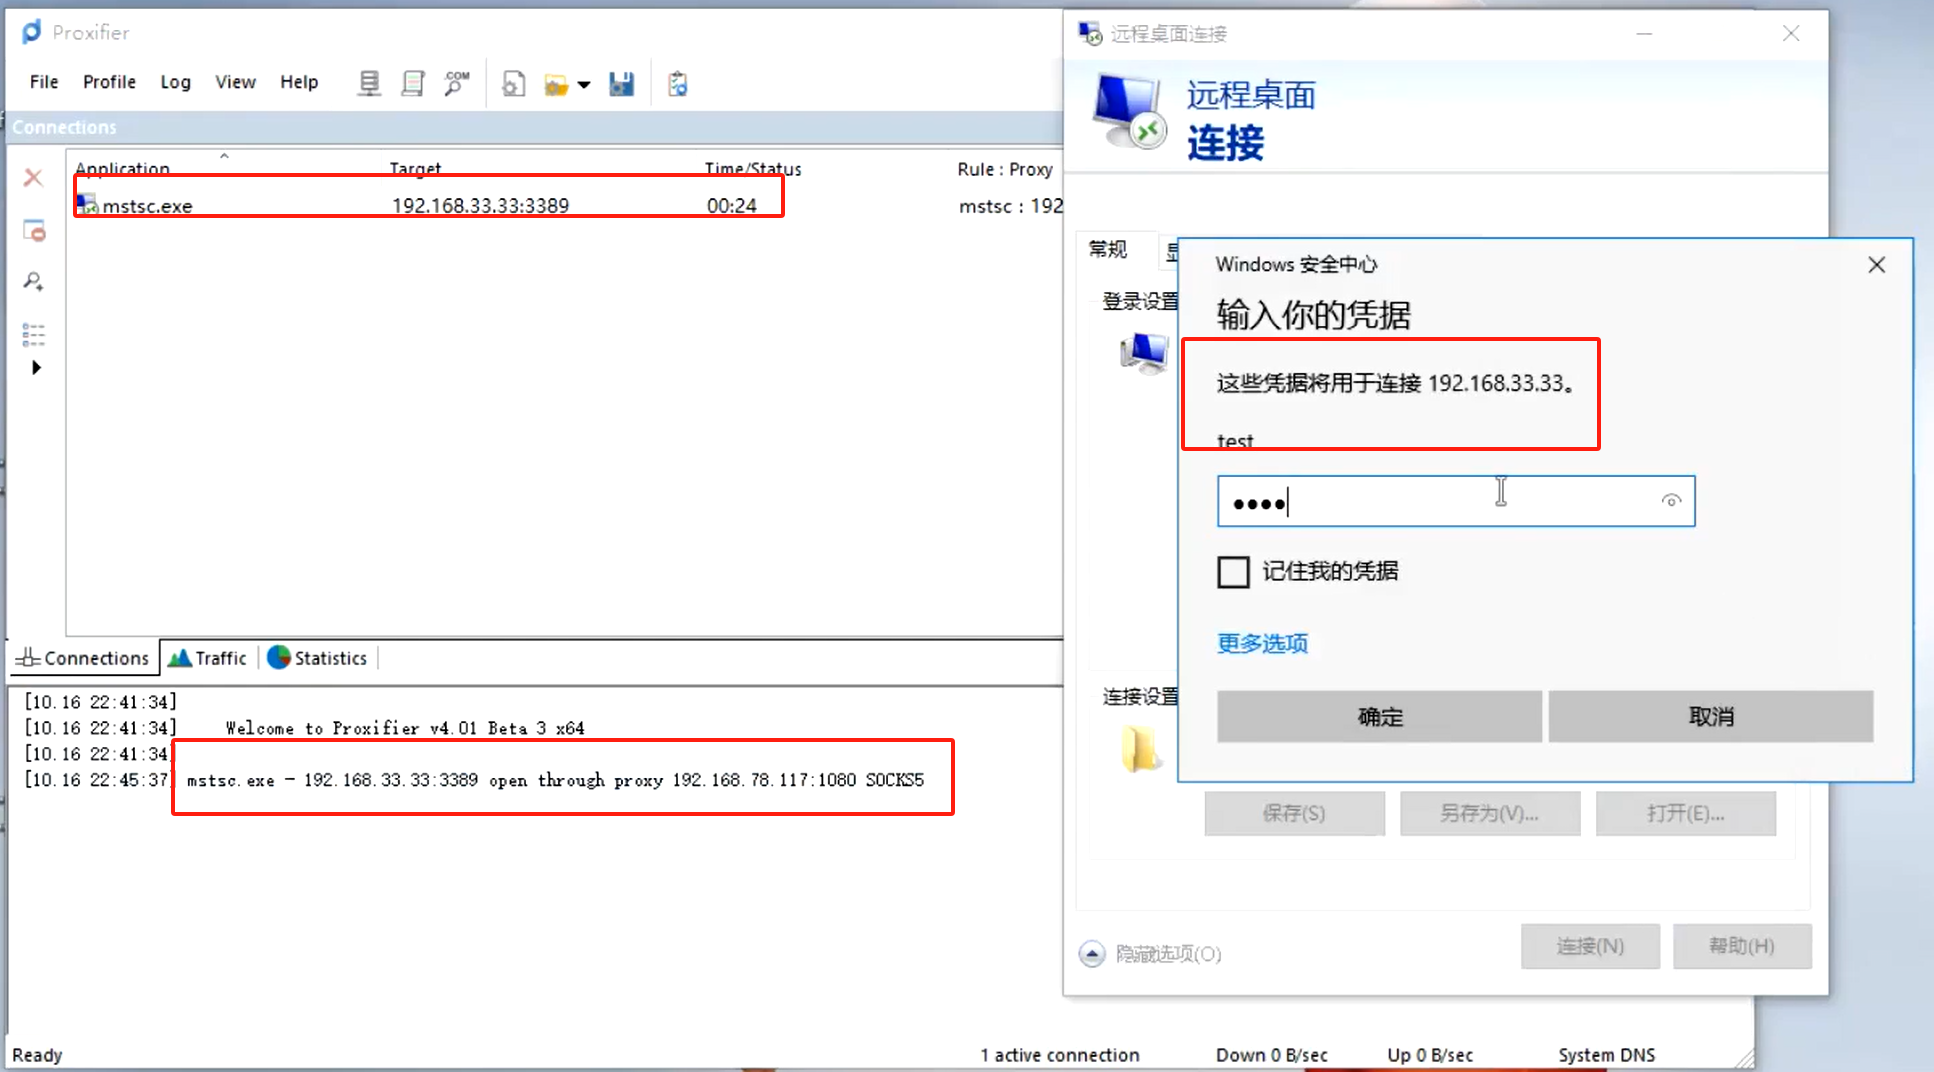 Proxifier
File Profile Log View Help
Connections
Application Target Time/Status Rule : Proxy
mstsc.exe 192.168.33.33:3389 00:24 mstsc : 192
Connections Traffic Statistics
[10.16 22:41:34]
[10.16 22:41:34] Welcome to Proxifier v4.01 Beta 3 x64
[10.16 22:41:34]
[10.16 22:45:37] mstsc.exe - 192.168.33.33:3389 open through proxy 192.168.78.117:1080 SOCKS5
Ready 1 active connection Down 0 B/sec Up 0 B/sec System DNS
远程桌面连接
远程桌面
连接
常规
登录设置
Windows 安全中心
输入你的凭据
这些凭据将用于连接 192.168.33.33。
test
记住我的凭据
更多选项
确定 取消
连接设置
保存(S) 另存为(V)... 打开(E)...
隐藏选项(O) 连接(N) 帮助(H)